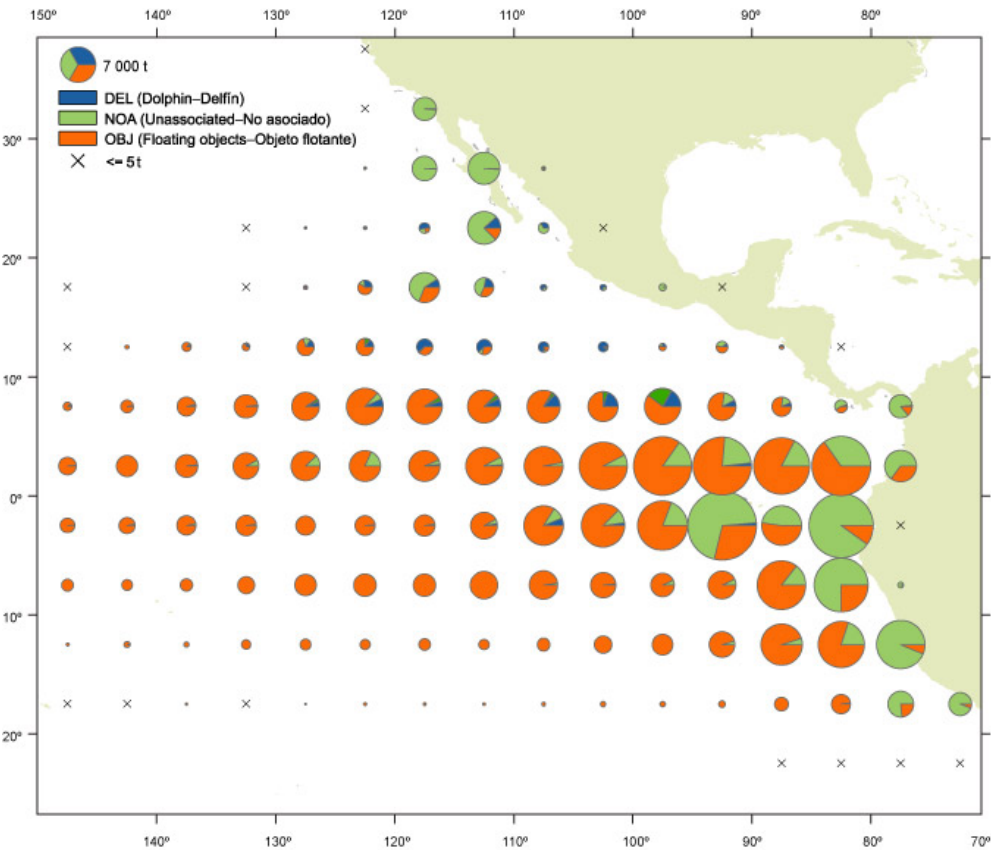 150º 140º 130º 120º 110º 100º 90º 80º
7 000 t
DEL (Dolphin–Delfín)
NOA (Unassociated–No asociado)
OBJ (Floating objects–Objeto flotante)
<= 5 t
30º
20º
10º
0º
10º
20º
140º 130º 120º 110º 100º 90º 80º 70º